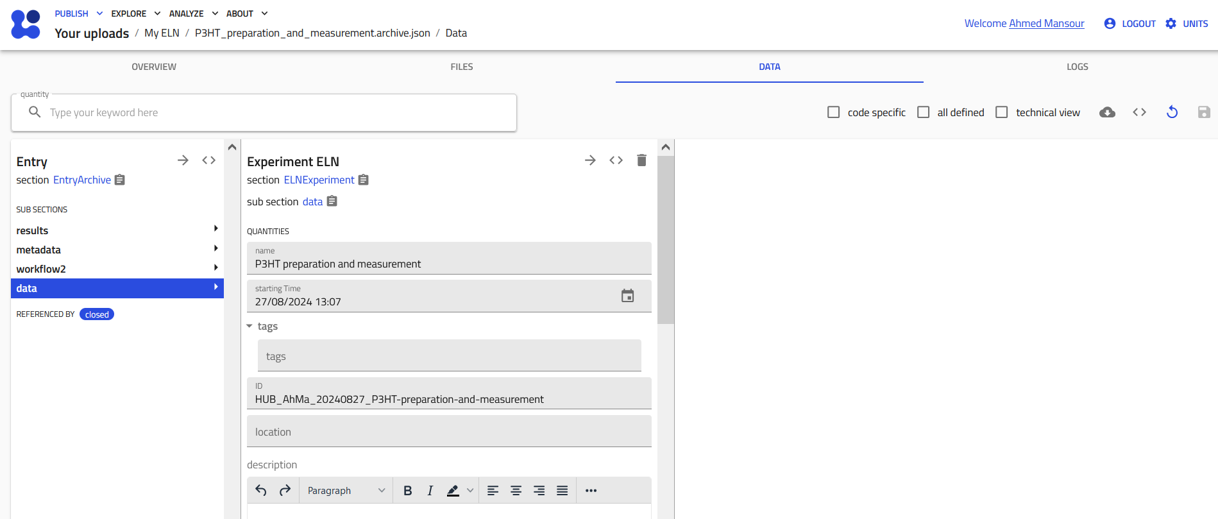 PUBLISH EXPLORE ANALYZE ABOUT
Your uploads / My ELN / P3HT_preparation_and_measurement.archive.json / Data
Welcome Ahmed Mansour LOGOUT UNITS
OVERVIEW FILES DATA LOGS
quantity
Type your keyword here
code specific all defined technical view
Entry
section EntryArchive
SUB SECTIONS
results
metadata
workflow2
data
REFERENCED BY closed
Experiment ELN
section ELNExperiment
sub section data
QUANTITIES
name
P3HT preparation and measurement
starting Time
27/08/2024 13:07
tags
tags
ID
HUB_AhMa_20240827_P3HT-preparation-and-measurement
location
description
Paragraph B I